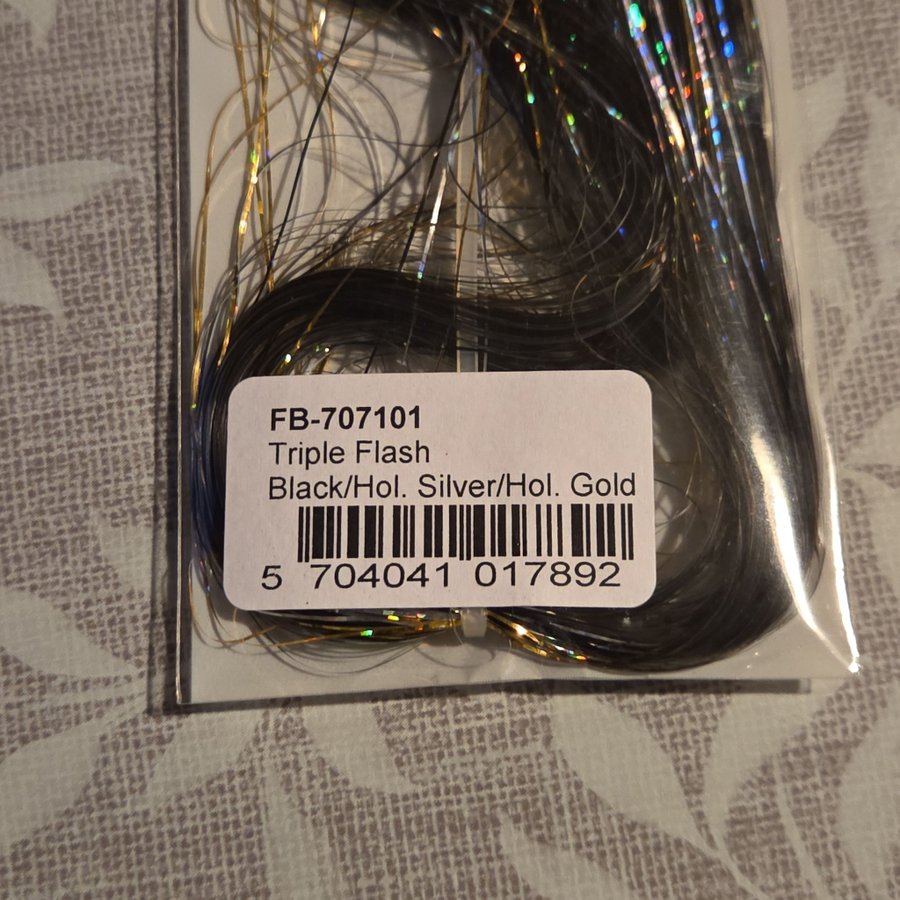 FB-707101
Triple Flash
Black/Hol. Silver/Hol. Gold
5 704041 017892